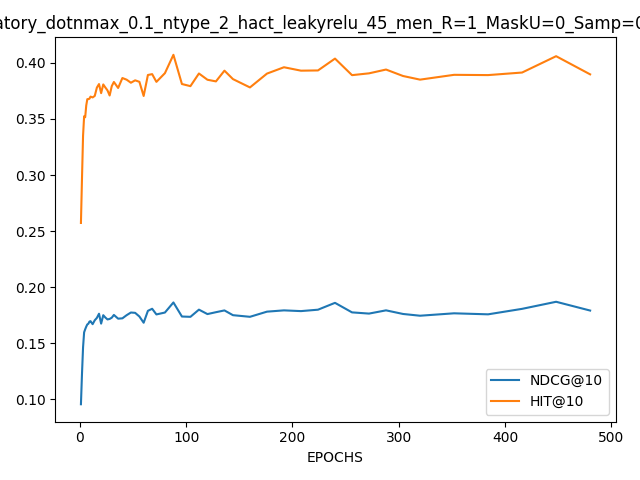 atory_dotnmax_0.1_ntype_2_hact_leakyrelu_45_men_R=1_MaskU=0_Samp=0
0.40
0.35
0.30
0.25
0.20
0.15
0.10
NDCG@10
HIT@10
0 100 200 300 400 500
EPOCHS